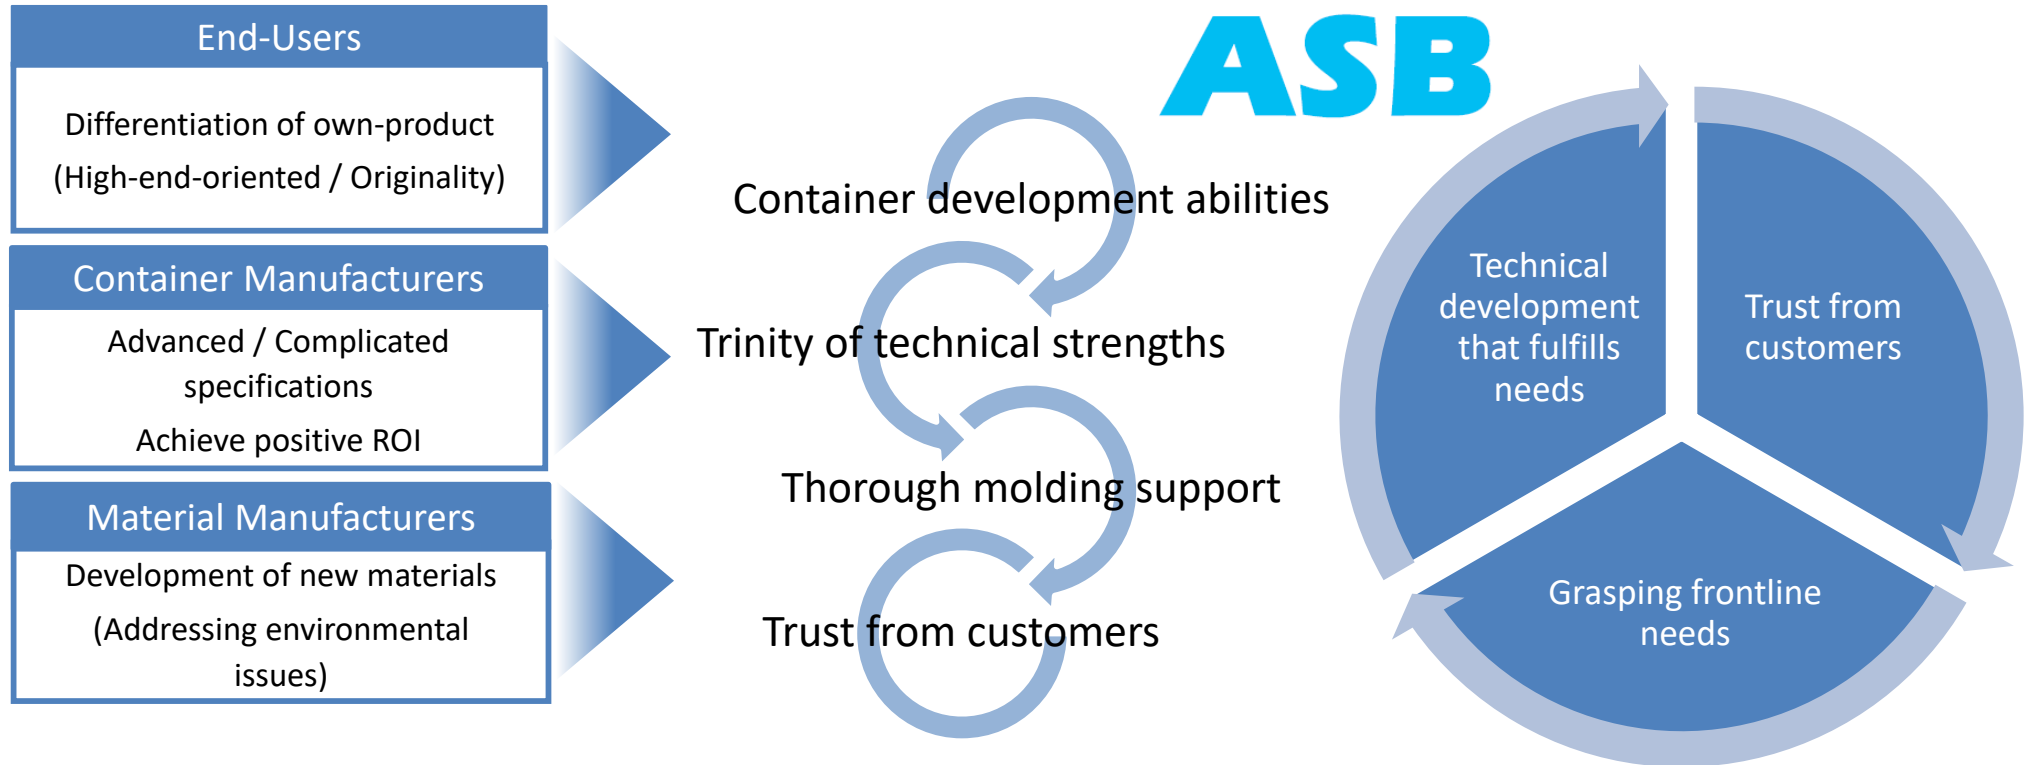 End-Users
Differentiation of own-product
(High-end-oriented / Originality)
Container Manufacturers
Advanced / Complicated
specifications
Achieve positive ROI
Material Manufacturers
Development of new materials
(Addressing environmental
issues)
ASB
Container development abilities
Trinity of technical strengths
Thorough molding support
Trust from customers
Technical
development
that fulfills
needs
Trust from
customers
Grasping frontline
needs